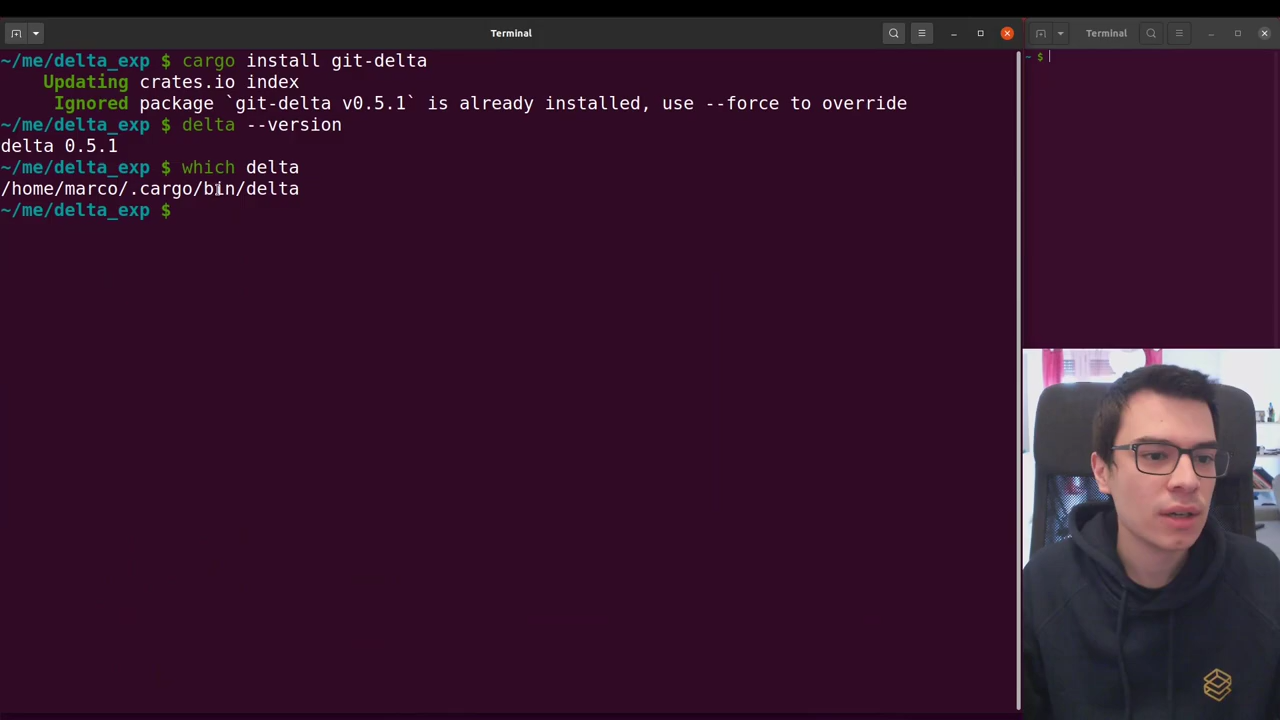 Terminal
~/me/delta_exp $ cargo install git-delta
Updating crates.io index
Ignored package `git-delta v0.5.1` is already installed, use --force to override
~/me/delta_exp $ delta --version
delta 0.5.1
~/me/delta_exp $ which delta
/home/marco/.cargo/bin/delta
~/me/delta_exp $
Terminal
~ $